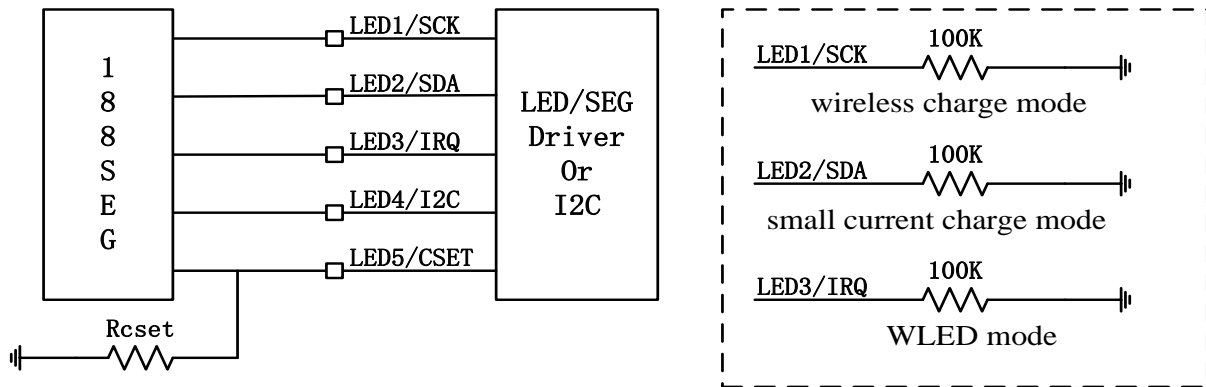 1
8
8
S
E
G
LED1/SCK
LED2/SDA
LED3/IRQ
LED4/I2C
LED5/CSET
LED/SEG
Driver
Or
I2C
Rcset
LED1/SCK
100K
wireless charge mode
LED2/SDA
100K
small current charge mode
LED3/IRQ
100K
WLED mode